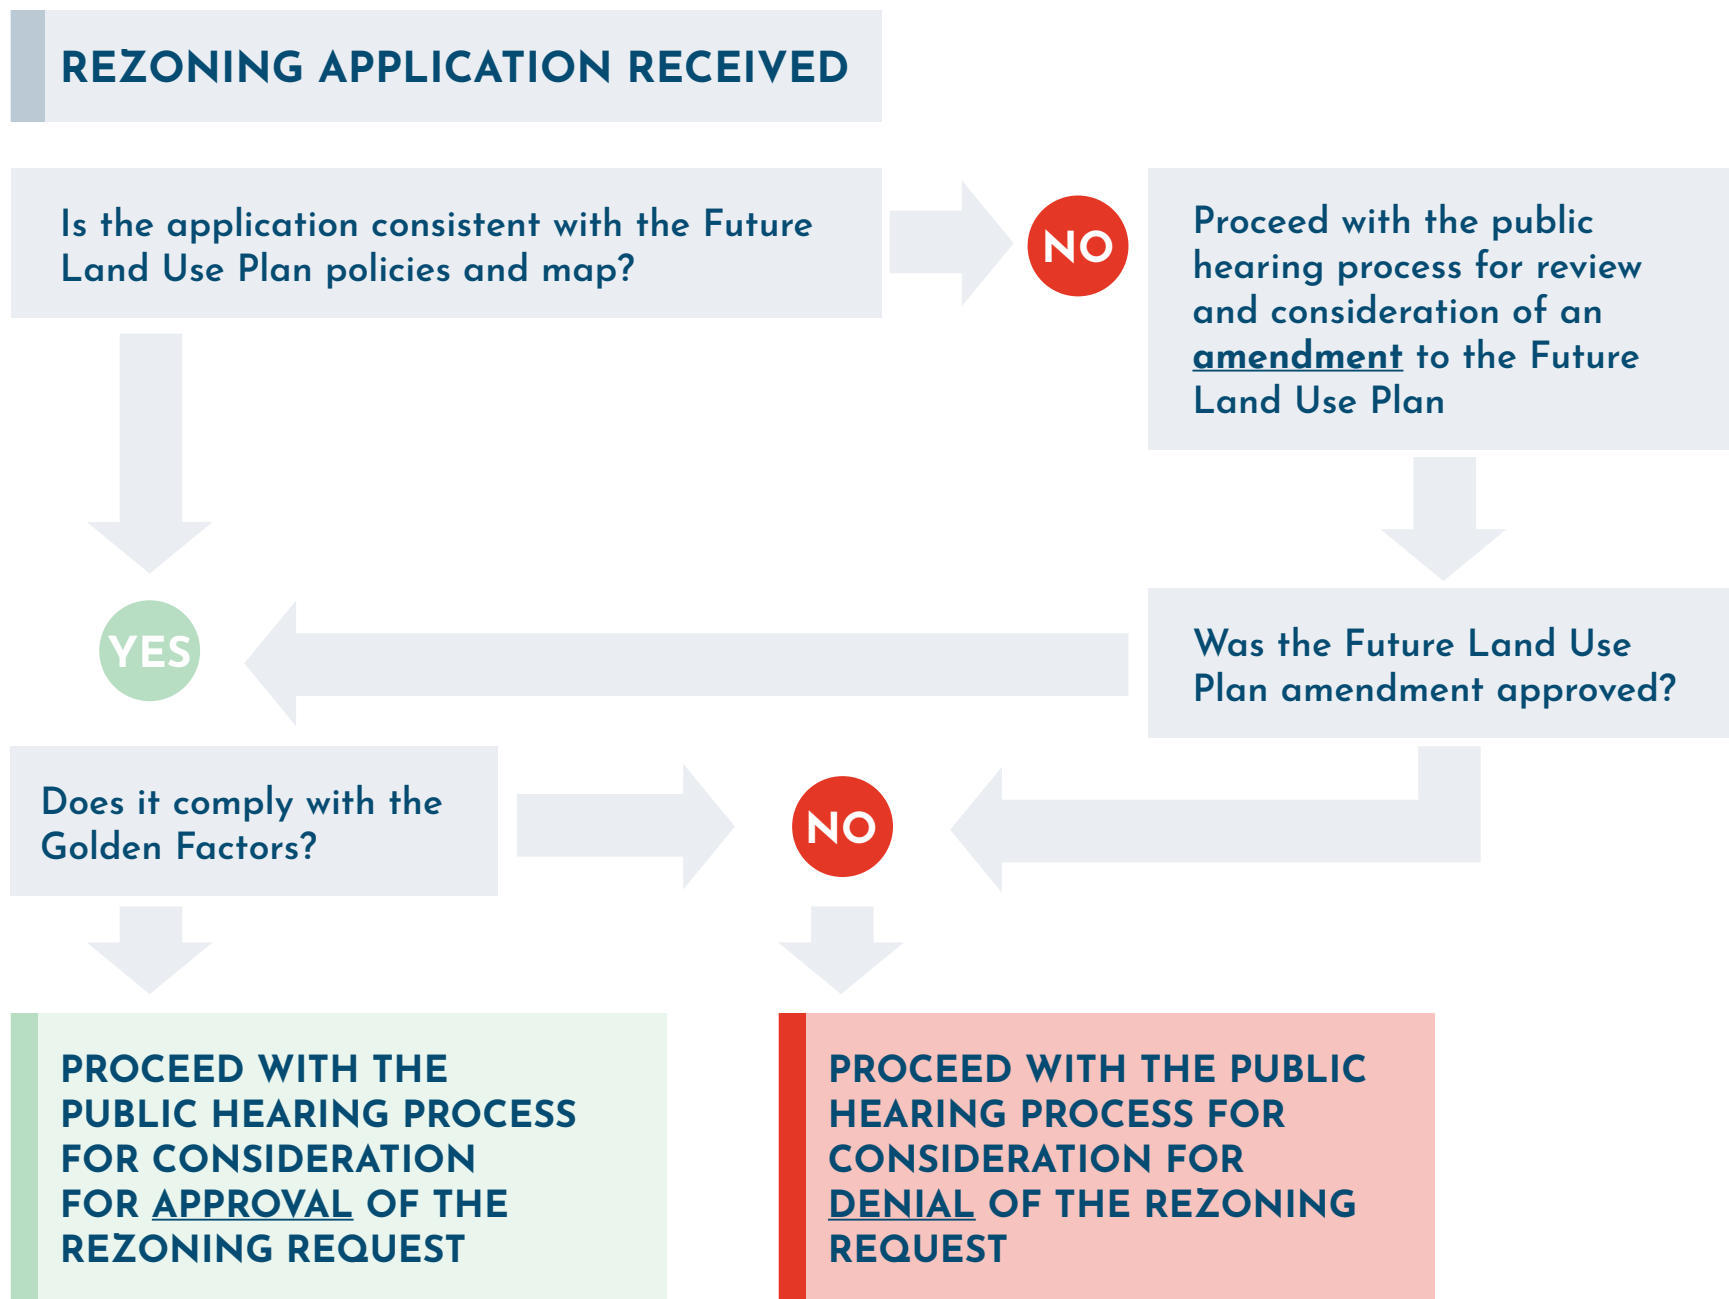 REZONING APPLICATION RECEIVED
Is the application consistent with the Future
Land Use Plan policies and map?
NO
Proceed with the public
hearing process for review
and consideration of an
amendment to the Future
Land Use Plan
YES
Was the Future Land Use
Plan amendment approved?
Does it comply with the
Golden Factors?
NO
PROCEED WITH THE
PUBLIC HEARING PROCESS
FOR CONSIDERATION
FOR APPROVAL OF THE
REZONING REQUEST
PROCEED WITH THE PUBLIC
HEARING PROCESS FOR
CONSIDERATION FOR
DENIAL OF THE REZONING
REQUEST